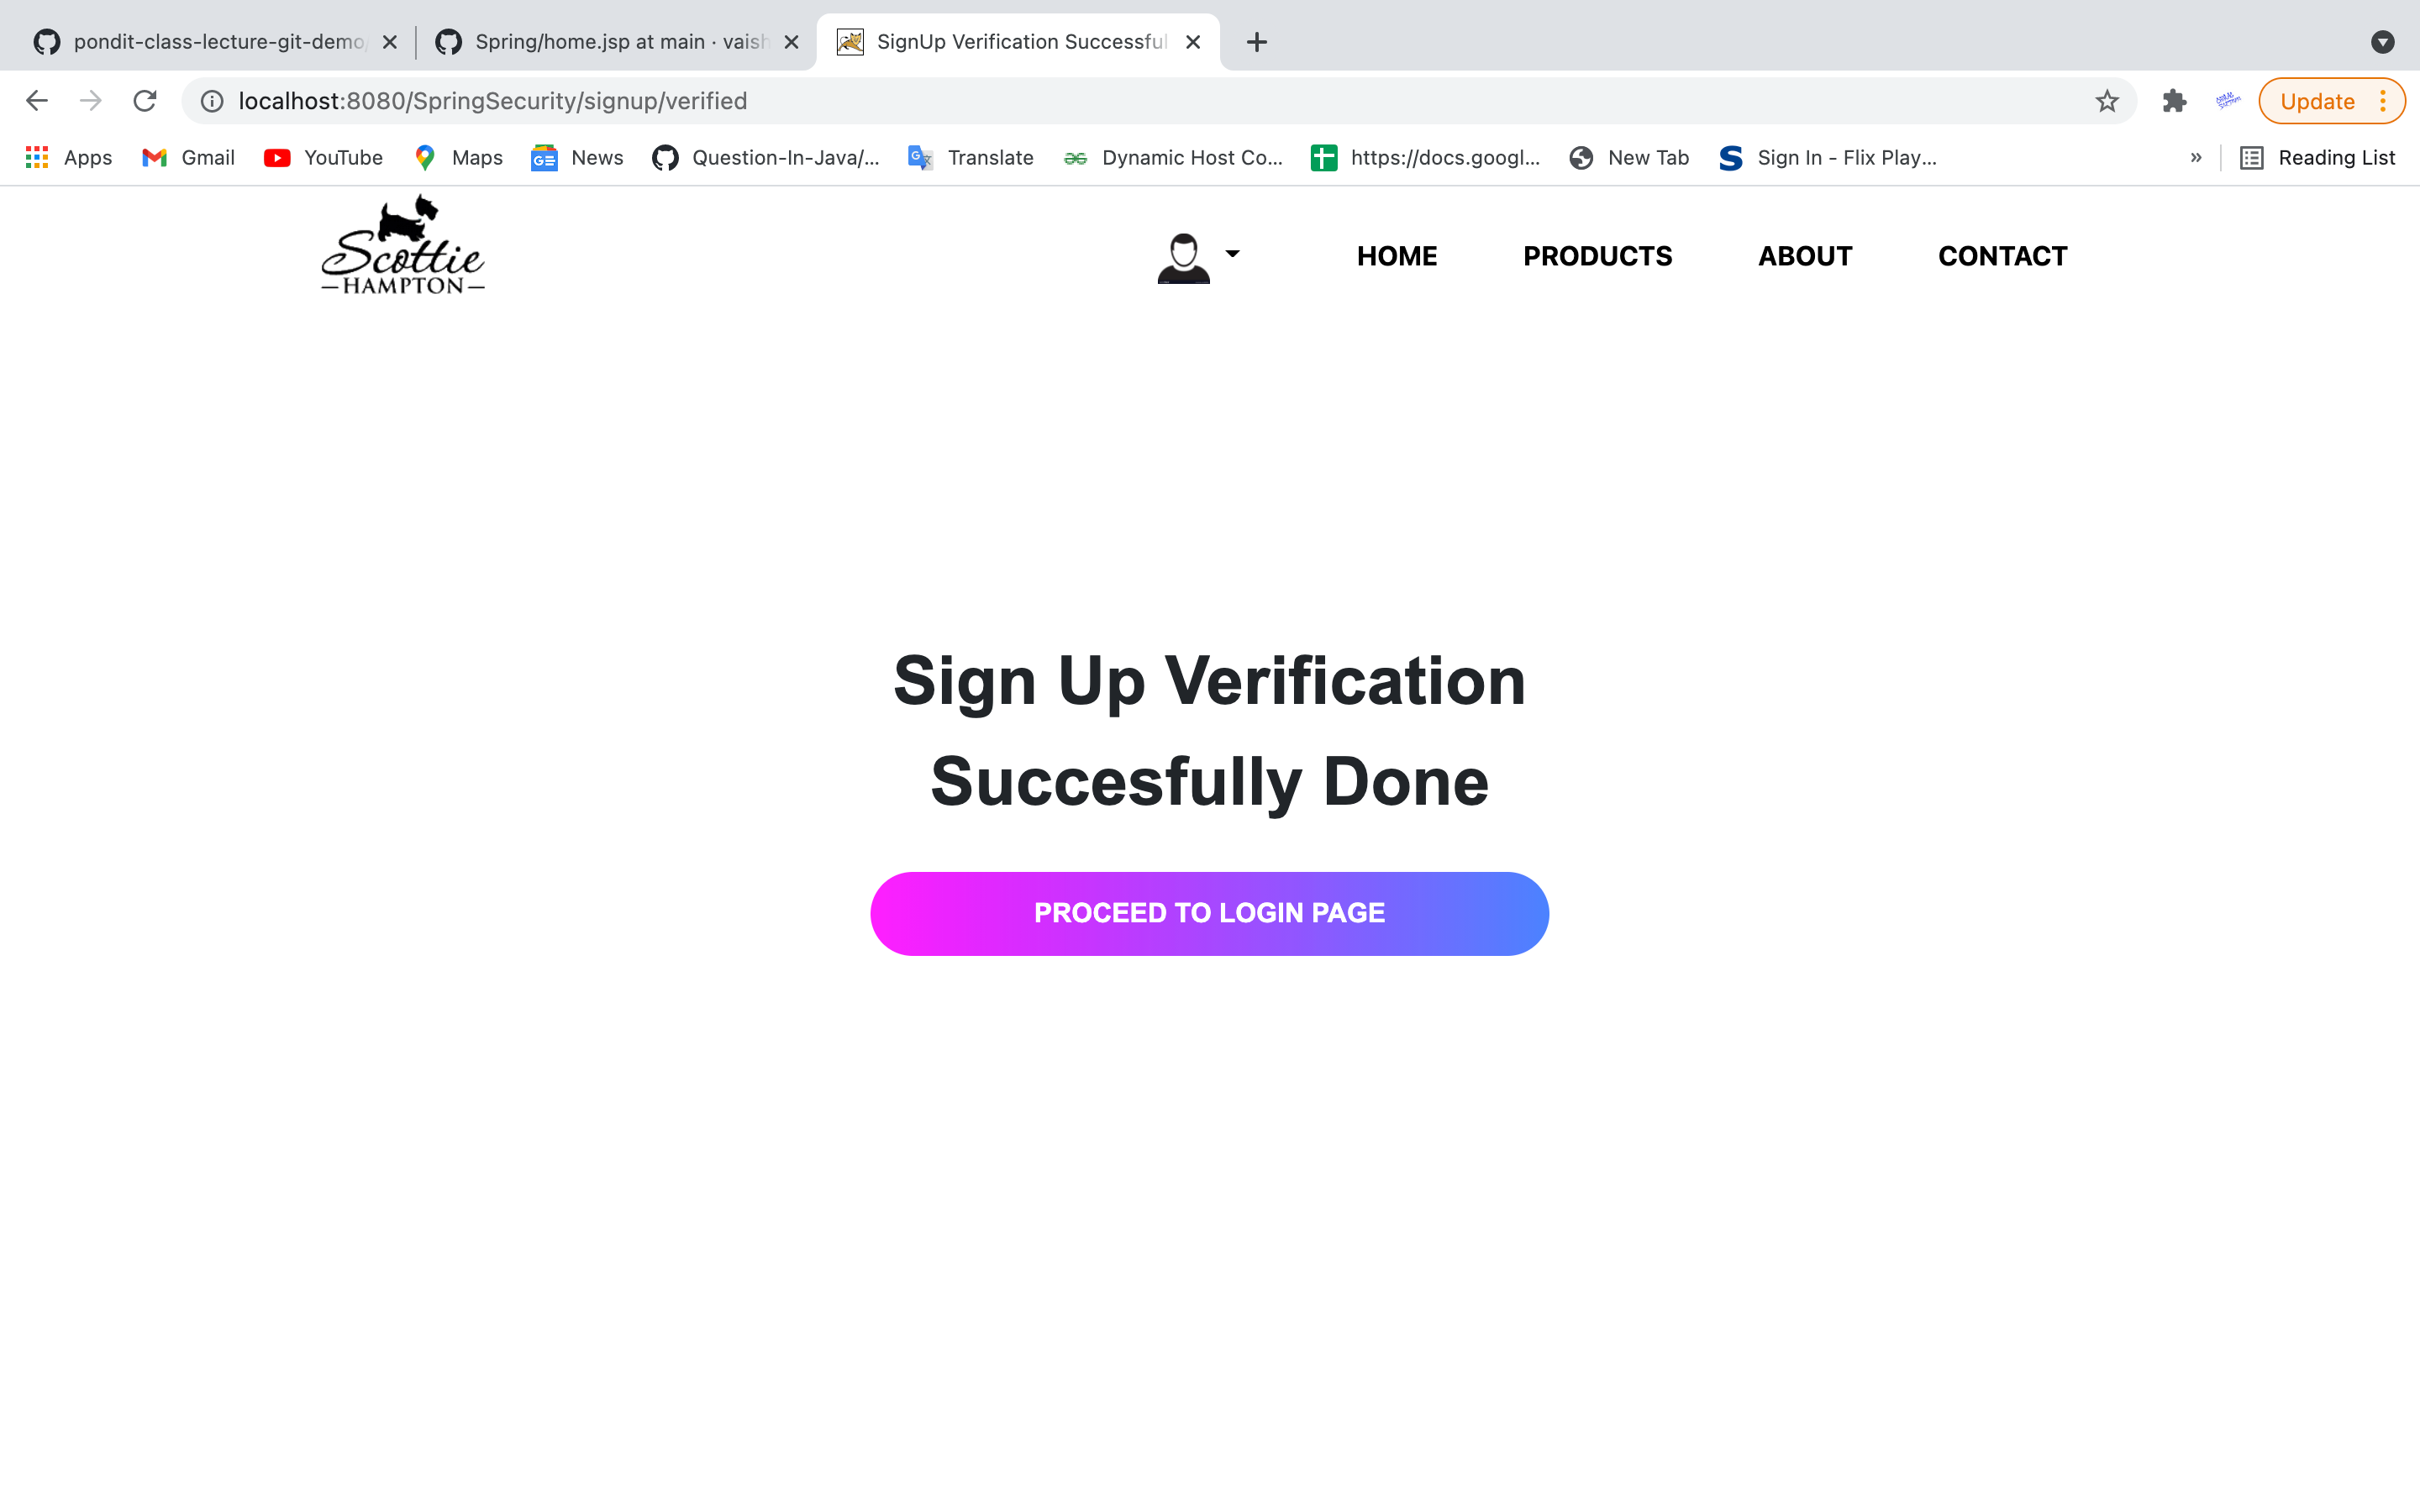 pondit-class-lecture-git-demo/
Spring/home.jsp at main · vaish
SignUp Verification Successful
localhost:8080/SpringSecurity/signup/verified
Update
Apps
Gmail
YouTube
Maps
News
Question-In-Java/...
Translate
Dynamic Host Co...
https://docs.googl...
New Tab
Sign In - Flix Play...
»
Reading List
Scottie
HAMPTON
HOME
PRODUCTS
ABOUT
CONTACT
Sign Up Verification
Succesfully Done
PROCEED TO LOGIN PAGE